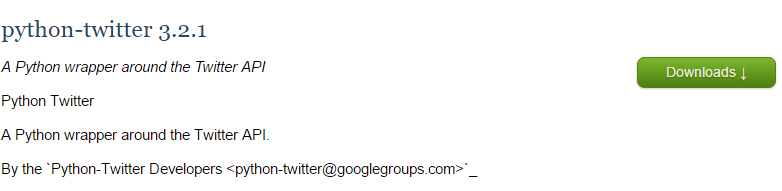 python-twitter 3.2.1
A Python wrapper around the Twitter API
Downloads ↓
Python Twitter
A Python wrapper around the Twitter API.
By the `Python-Twitter Developers <python-twitter@googlegroups.com>`_